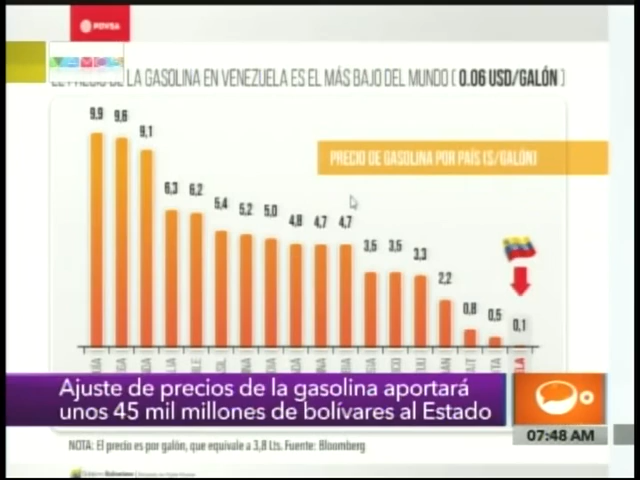 PDVSA
DE LA GASOLINA EN VENEZUELA ES EL MÁS BAJO DEL MUNDO ( 0.06 USD/GALÓN )
PRECIO DE GASOLINA POR PAÍS ($/GALÓN)
9,9 9,6 9,1 6,3 6,2 5,4 5,2 5,0 4,8 4,7 4,7 3,5 3,5 3,3 2,2 0,8 0,5 0,1
Ajuste de precios de la gasolina aportará
unos 45 mil millones de bolívares al Estado
07:48 AM
NOTA: El precio es por galón, que equivale a 3,8 Lts. Fuente: Bloomberg